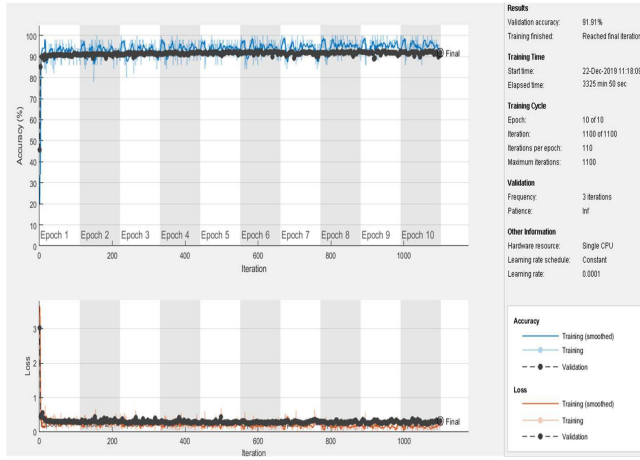 Results
Validation accuracy: 91.91%
Training finished: Reached final iteration
Training Time
Start time: 22-Dec-2019 11:18:09
Elapsed time: 3325 min 50 sec
Training Cycle
Epoch: 10 of 10
Iteration: 1100 of 1100
Iterations per epoch: 110
Maximum iterations: 1100
Validation
Frequency: 3 iterations
Patience: Inf
Other Information
Hardware resource: Single CPU
Learning rate schedule: Constant
Learning rate: 0.0001
Accuracy
Training (smoothed)
Training
Validation
Loss
Training (smoothed)
Training
Validation
Accuracy (%)
100
90
80
70
60
50
40
30
20
10
0
Final
Epoch 1 Epoch 2 Epoch 3 Epoch 4 Epoch 5 Epoch 6 Epoch 7 Epoch 8 Epoch 9 Epoch 10
0 200 400 600 800 1000
Iteration
Loss
3
2
1
0
Final
0 200 400 600 800 1000
Iteration